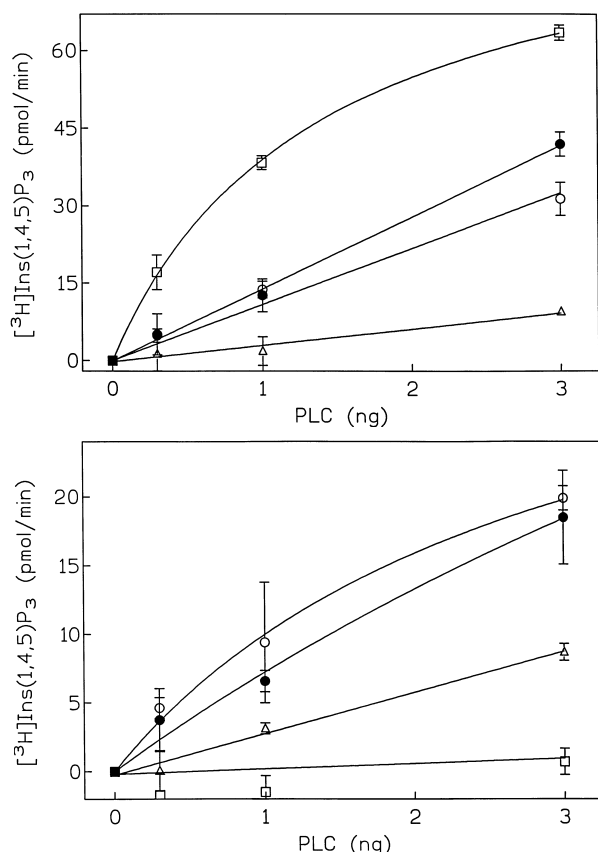 [³H]Ins(1,4,5)P₃ (pmol/min)
60
45
30
15
0
0 1 2 3
PLC (ng)
[³H]Ins(1,4,5)P₃ (pmol/min)
20
15
10
5
0
0 1 2 3
PLC (ng)